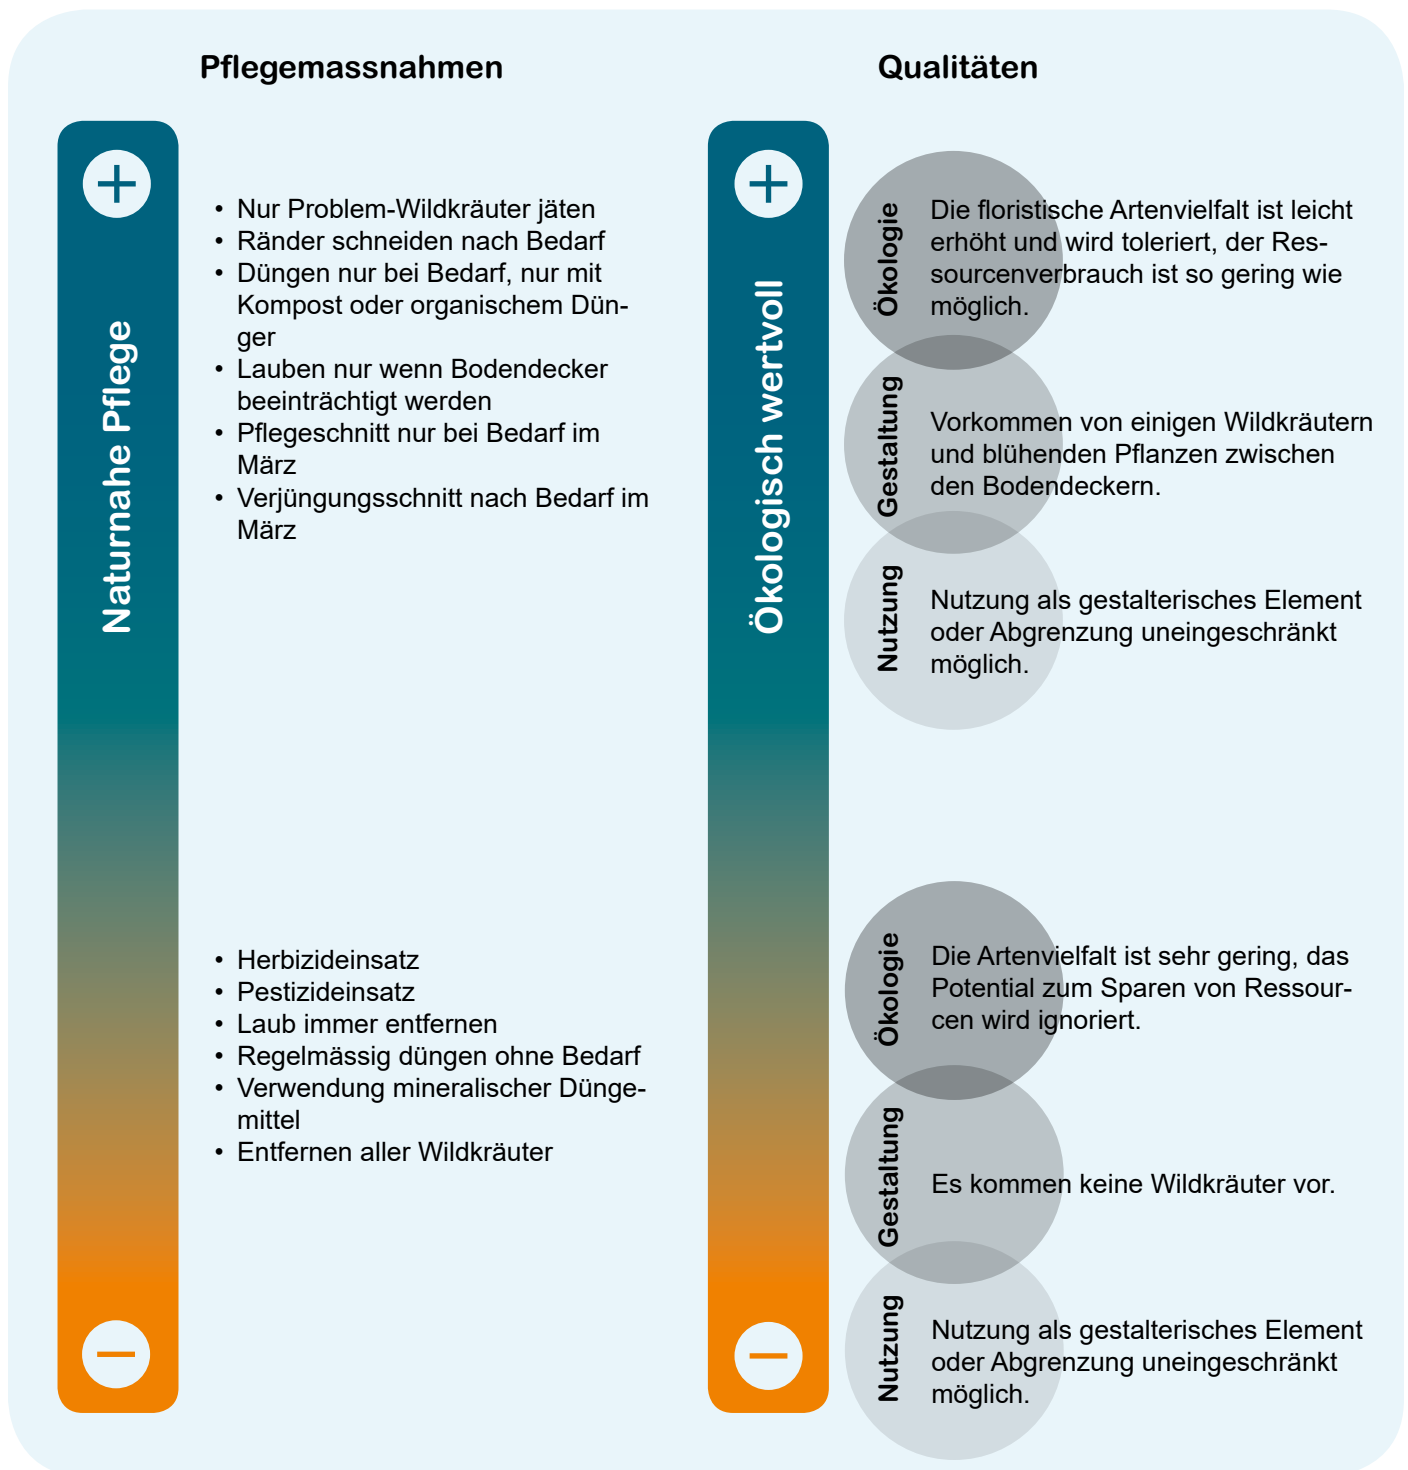 Pflegemassnahmen
Naturnahe Pflege
• Nur Problem-Wildkräuter jäten
• Ränder schneiden nach Bedarf
• Düngen nur bei Bedarf, nur mit
Kompost oder organischem Dün-
ger
• Lauben nur wenn Bodendecker
beeinträchtigt werden
• Pflegeschnitt nur bei Bedarf im
März
• Verjüngungsschnitt nach Bedarf im
März
• Herbizideinsatz
• Pestizideinsatz
• Laub immer entfernen
• Regelmässig düngen ohne Bedarf
• Verwendung mineralischer Dünge-
mittel
• Entfernen aller Wildkräuter
Qualitäten
Ökologisch wertvoll
Ökologie
Die floristische Artenvielfalt ist leicht
erhöht und wird toleriert, der Res-
sourcenverbrauch ist so gering wie
möglich.
Gestaltung
Vorkommen von einigen Wildkräutern
und blühenden Pflanzen zwischen
den Bodendeckern.
Nutzung
Nutzung als gestalterisches Element
oder Abgrenzung uneingeschränkt
möglich.
Ökologie
Die Artenvielfalt ist sehr gering, das
Potential zum Sparen von Ressour-
cen wird ignoriert.
Gestaltung
Es kommen keine Wildkräuter vor.
Nutzung
Nutzung als gestalterisches Element
oder Abgrenzung uneingeschränkt
möglich.